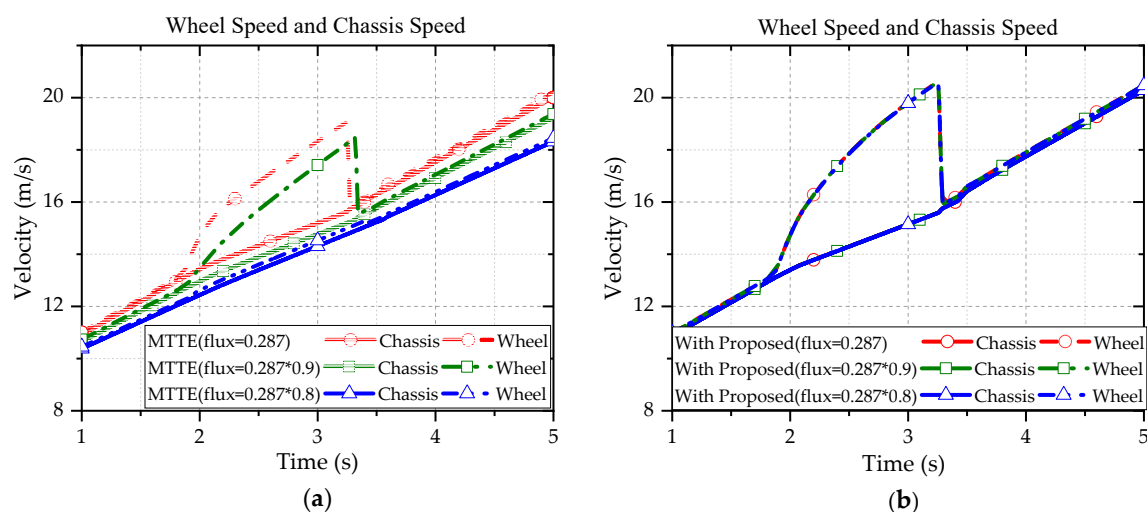 Wheel Speed and Chassis Speed
Velocity (m/s)
20
16
12
8
MTTE(flux=0.287) Chassis Wheel
MTTE(flux=0.287*0.9) Chassis Wheel
MTTE(flux=0.287*0.8) Chassis Wheel
1 2 3 4 5
Time (s)
(a)
Wheel Speed and Chassis Speed
Velocity (m/s)
20
16
12
8
With Proposed(flux=0.287) Chassis Wheel
With Proposed(flux=0.287*0.9) Chassis Wheel
With Proposed(flux=0.287*0.8) Chassis Wheel
1 2 3 4 5
Time (s)
(b)